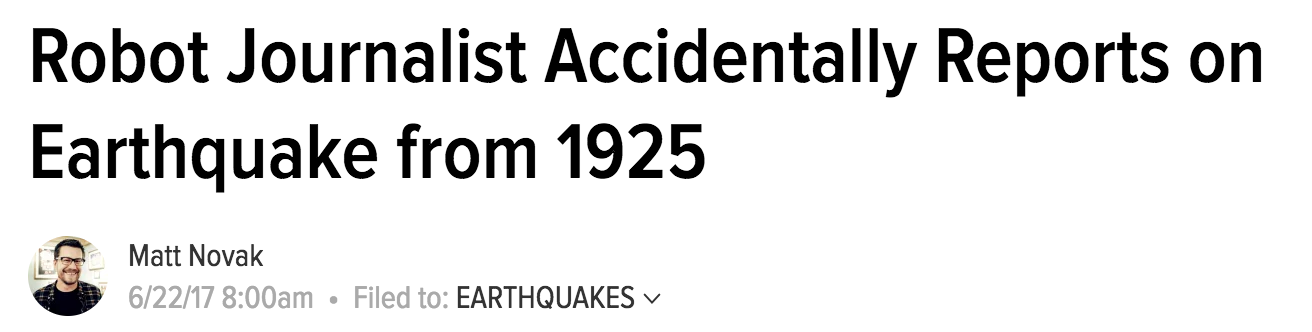 Robot Journalist Accidentally Reports on
Earthquake from 1925
Matt Novak
6/22/17 8:00am • Filed to: EARTHQUAKES